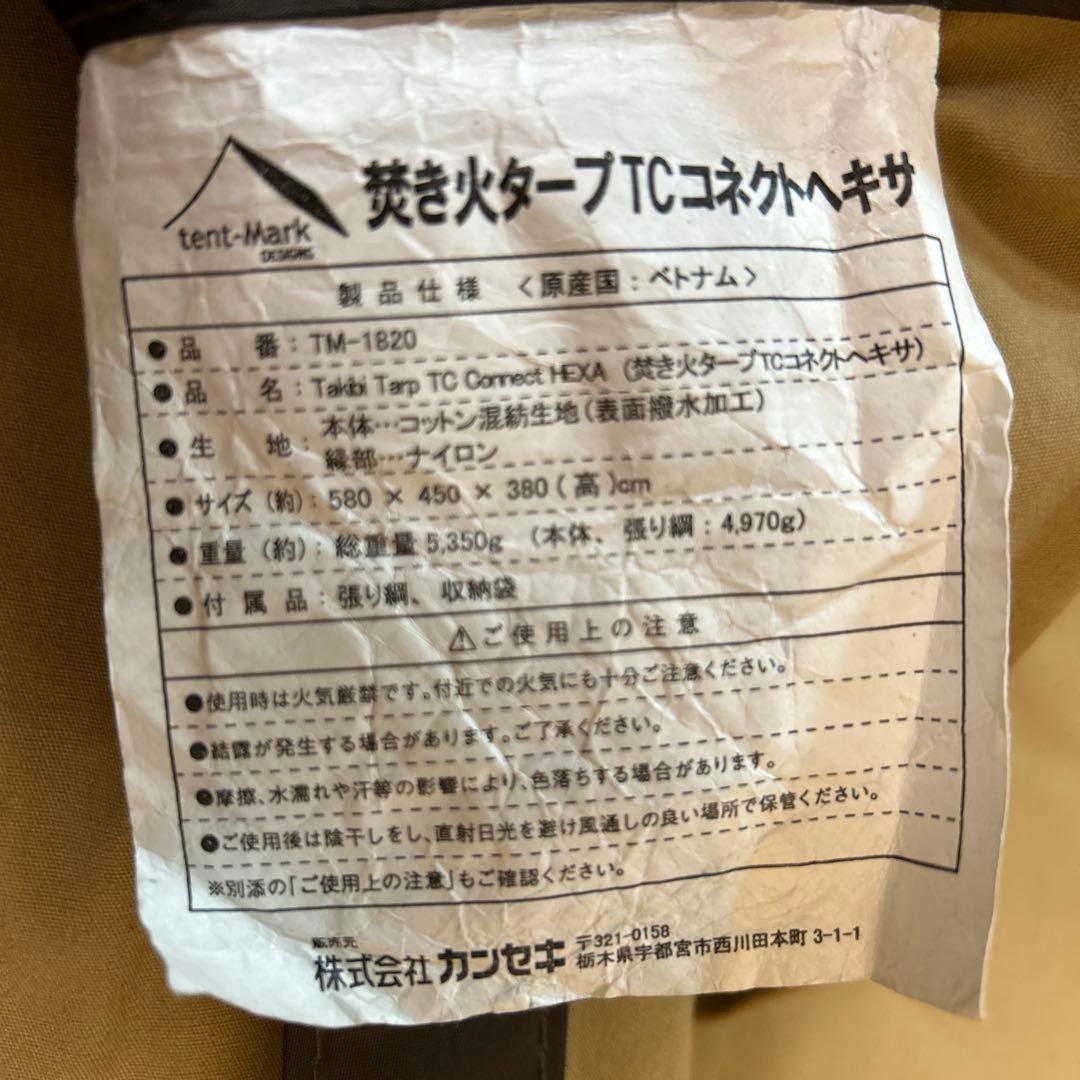 tent-Mark
DESIGNS
焚き火タープTCコネクトヘキサ
製品仕様 〈原産国:ベトナム〉
●品番:TM-1820
●品名:Takibi Tarp TC Connect HEXA (焚き火タープTCコネクトヘキサ)
●生地:本体…コットン混紡生地(表面撥水加工)
縁部…ナイロン
●サイズ(約):580 × 450 × 380(高)cm
●重量(約):総重量 5,350g (本体、張り綱:4,970g)
●付属品:張り綱、収納袋
⚠ご使用上の注意
●使用時は火気厳禁です。付近での火気にも十分ご注意ください。
●結露が発生する場合があります。ご了承ください。
●摩擦、水濡れや汗等の影響により、色落ちする場合があります。
●ご使用後は陰干しをし、直射日光を避け風通しの良い場所で保管ください。
※別添の「ご使用上の注意」もご確認ください。
販売元
株式会社カンセキ
〒321-0158
栃木県宇都宮市西川田本町 3-1-1